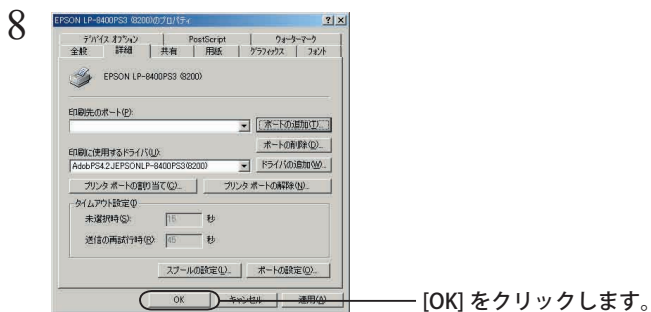 8
EPSON LP-8400PS3 (8200)のプロパティ
デバイス オプション PostScript ウォーターマーク
全般 詳細 共有 用紙 グラフィックス フォント
EPSON LP-8400PS3 (8200)
印刷先のポート(P):
ポートの追加(T)...
ポートの削除(D)...
印刷に使用するドライバ(U):
AdobPS4.2JEPSONLP-8400PS3(8200) ドライバの追加(W)...
プリンタ ポートの割り当て(C)... プリンタ ポートの解除(N)...
タイムアウト設定
未選択時(S): 15 秒
送信の再試行時(R): 45 秒
スプールの設定(L)... ポートの設定(O)...
OK キャンセル 適用(A)
[OK] をクリックします。